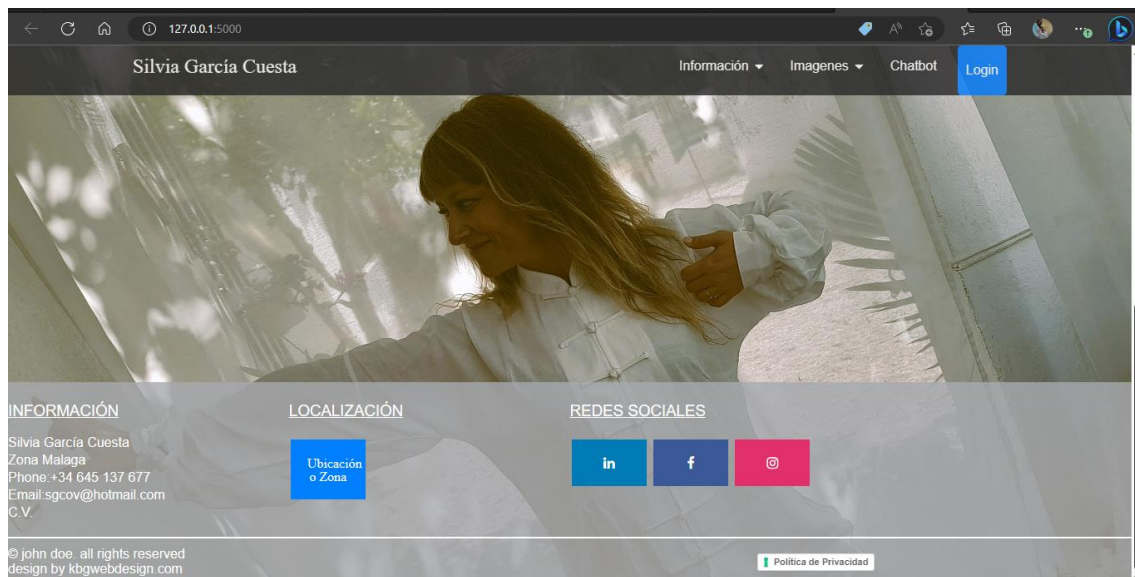 127.0.0.1:5000
Silvia García Cuesta
Información
Imagenes
Chatbot
Login
INFORMACIÓN
Silvia García Cuesta
Zona Malaga
Phone:+34 645 137 677
Email:sgcov@hotmail.com
C.V.
LOCALIZACIÓN
Ubicación
o Zona
REDES SOCIALES
in
f
© john doe. all rights reserved
design by kbgwebdesign.com
Política de Privacidad